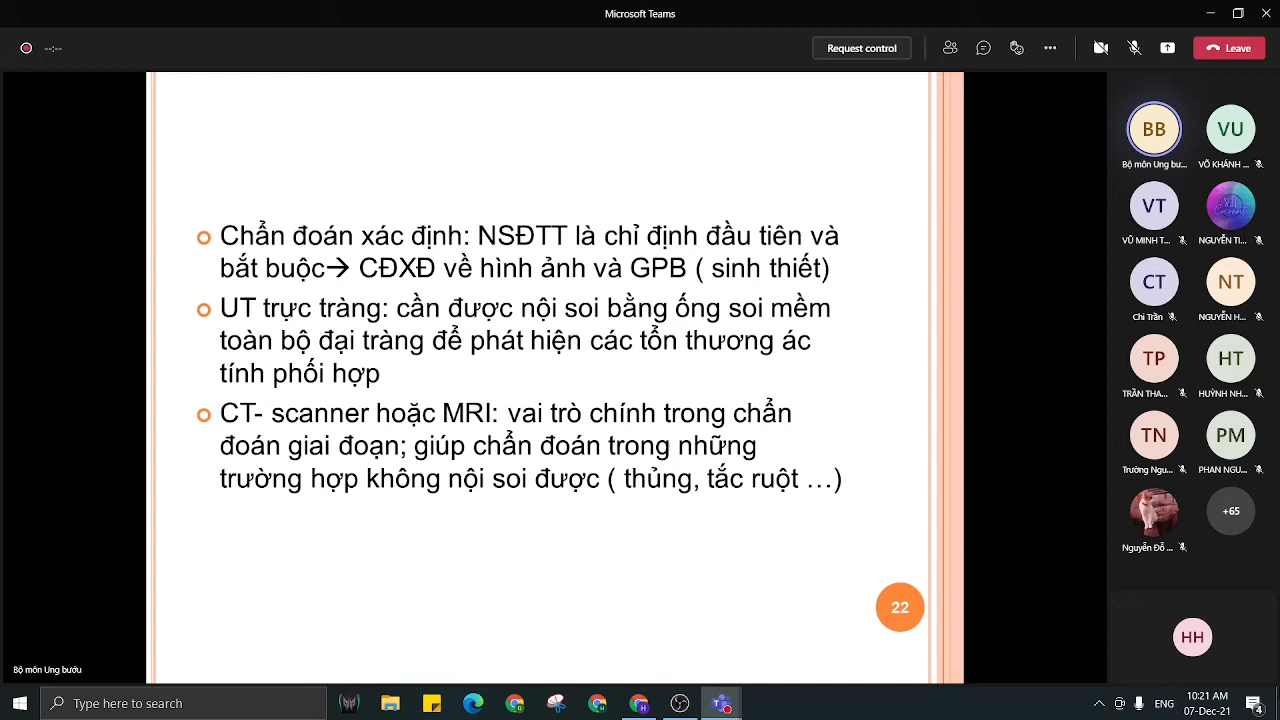 Microsoft Teams
--:--
Request control
Leave
Chẩn đoán xác định: NSĐTT là chỉ định đầu tiên và
bắt buộc→ CĐXĐ về hình ảnh và GPB ( sinh thiết)
UT trực tràng: cần được nội soi bằng ống soi mềm
toàn bộ đại tràng để phát hiện các tổn thương ác
tính phối hợp
CT- scanner hoặc MRI: vai trò chính trong chẩn
đoán giai đoạn; giúp chẩn đoán trong những
trường hợp không nội soi được ( thủng, tắc ruột …)
22
Bộ môn Ung bướu
BB VU
Bộ môn Ung bư... VÕ KHÁNH ...
VT
VŨ MINH T... NGUYỄN T...
CT NT
Chi Trần NGUYỄN H...
TP HT
TRẦN THA... HUỲNH NH...
TN PM
Trương Ngu... PHAN NGU...
+65
Nguyễn Đỗ ...
HH
Type here to search
ENG
10:21 AM
07-Dec-21